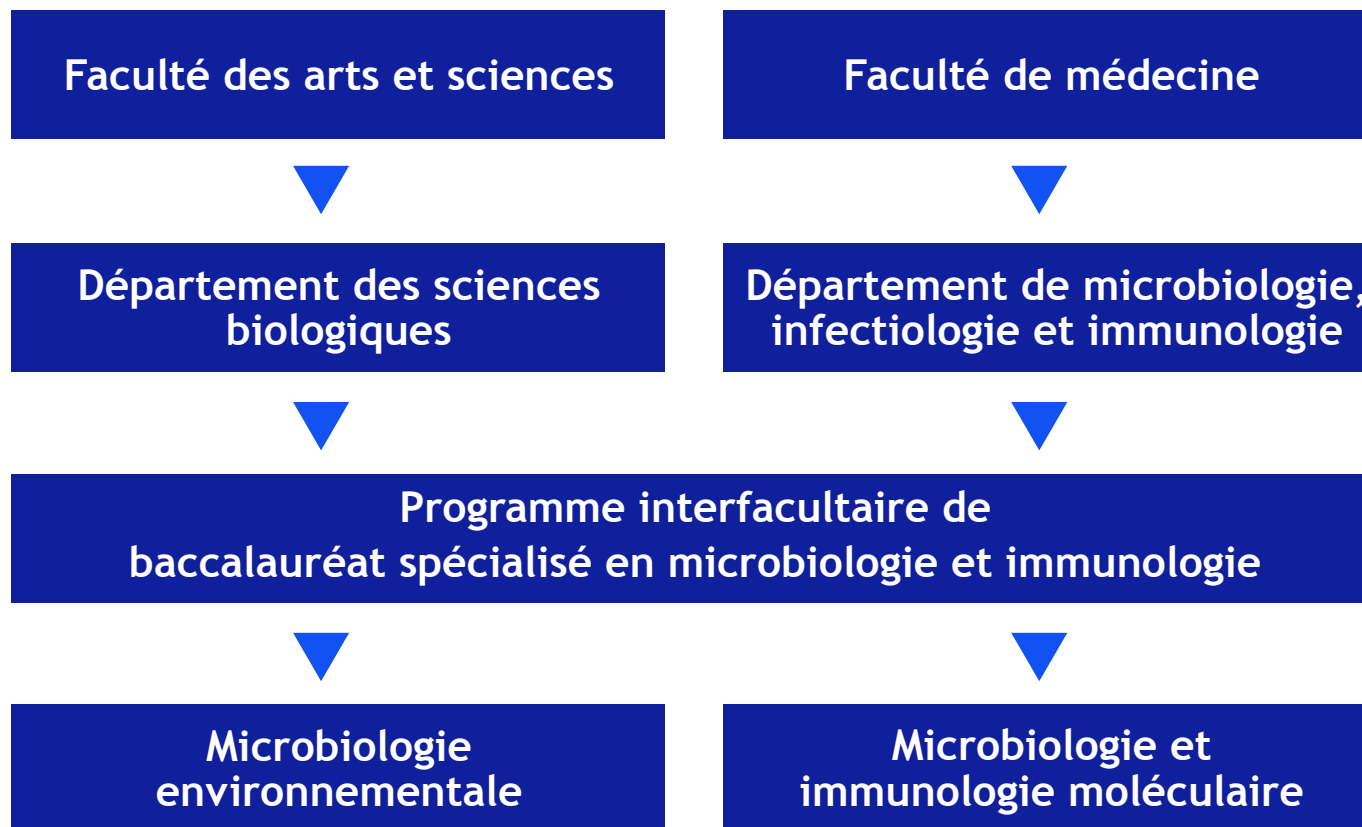 Faculté des arts et sciences
Faculté de médecine
Département des sciences
biologiques
Département de microbiologie,
infectiologie et immunologie
Programme interfacultaire de
baccalauréat spécialisé en microbiologie et immunologie
Microbiologie
environnementale
Microbiologie et
immunologie moléculaire